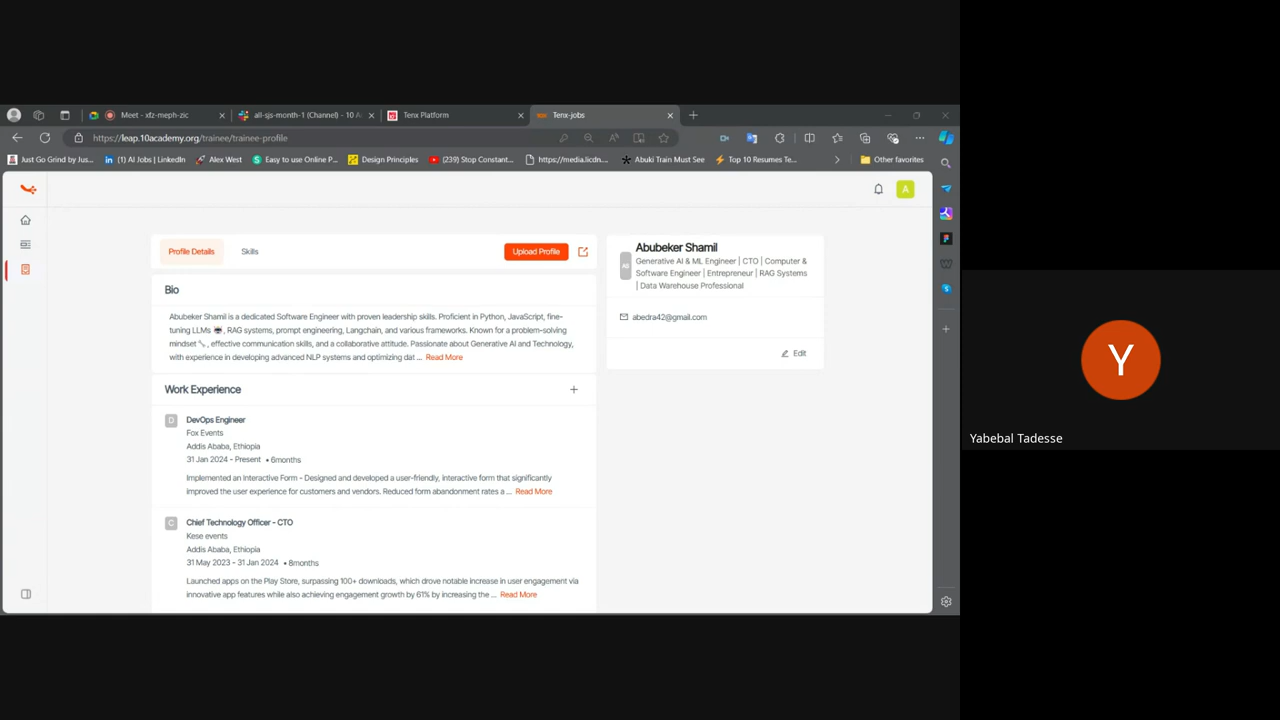 Meet - xfz-meph-zic
all-sjs-month-1 (Channel) - 10 A
Tenx Platform
Tenx-jobs
https://leap.10academy.org/trainee/trainee-profile
Just Go Grind by Jus...
(1) AI Jobs | LinkedIn
Alex West
Easy to use Online P...
Design Principles
(239) Stop Constant...
https://media.licdn...
Abuki Train Must See
Top 10 Resumes Te...
Other favorites
A
Profile Details
Skills
Upload Profile
Bio
Abubeker Shamil is a dedicated Software Engineer with proven leadership skills. Proficient in Python, JavaScript, fine-
tuning LLMs 💻, RAG systems, prompt engineering, Langchain, and various frameworks. Known for a problem-solving
mindset 🔧, effective communication skills, and a collaborative attitude. Passionate about Generative AI and Technology,
with experience in developing advanced NLP systems and optimizing dat ... Read More
Work Experience
D
DevOps Engineer
Fox Events
Addis Ababa, Ethiopia
31 Jan 2024 - Present • 6months
Implemented an Interactive Form - Designed and developed a user-friendly, interactive form that significantly
improved the user experience for customers and vendors. Reduced form abandonment rates a ... Read More
C
Chief Technology Officer - CTO
Kese events
Addis Ababa, Ethiopia
31 May 2023 - 31 Jan 2024 • 8months
Launched apps on the Play Store, surpassing 100+ downloads, which drove notable increase in user engagement via
innovative app features while also achieving engagement growth by 61% by increasing the ... Read More
Abubeker Shamil
Generative AI & ML Engineer | CTO | Computer &
Software Engineer | Entrepreneur | RAG Systems
| Data Warehouse Professional
abedra42@gmail.com
Edit
Y
Yabebal Tadesse